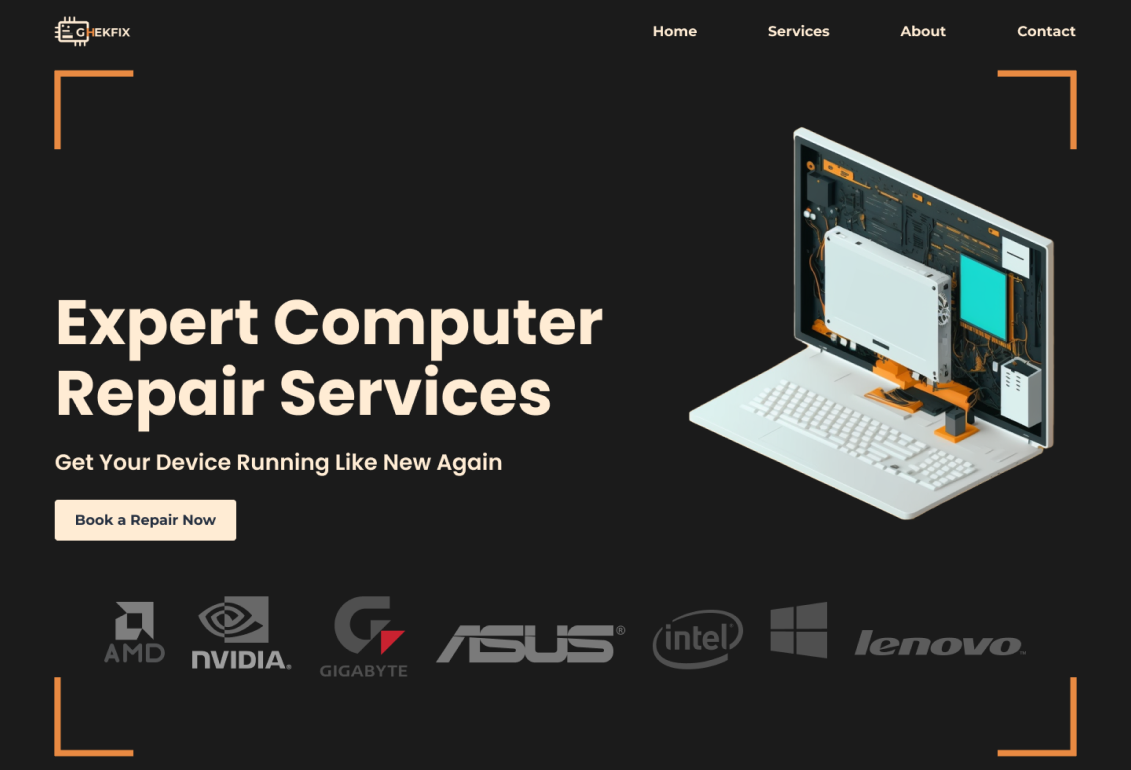 GHEKFIX
Home Services About Contact
Expert Computer
Repair Services
Get Your Device Running Like New Again
Book a Repair Now
AMD NVIDIA® GIGABYTE ASUS® intel® lenovo™